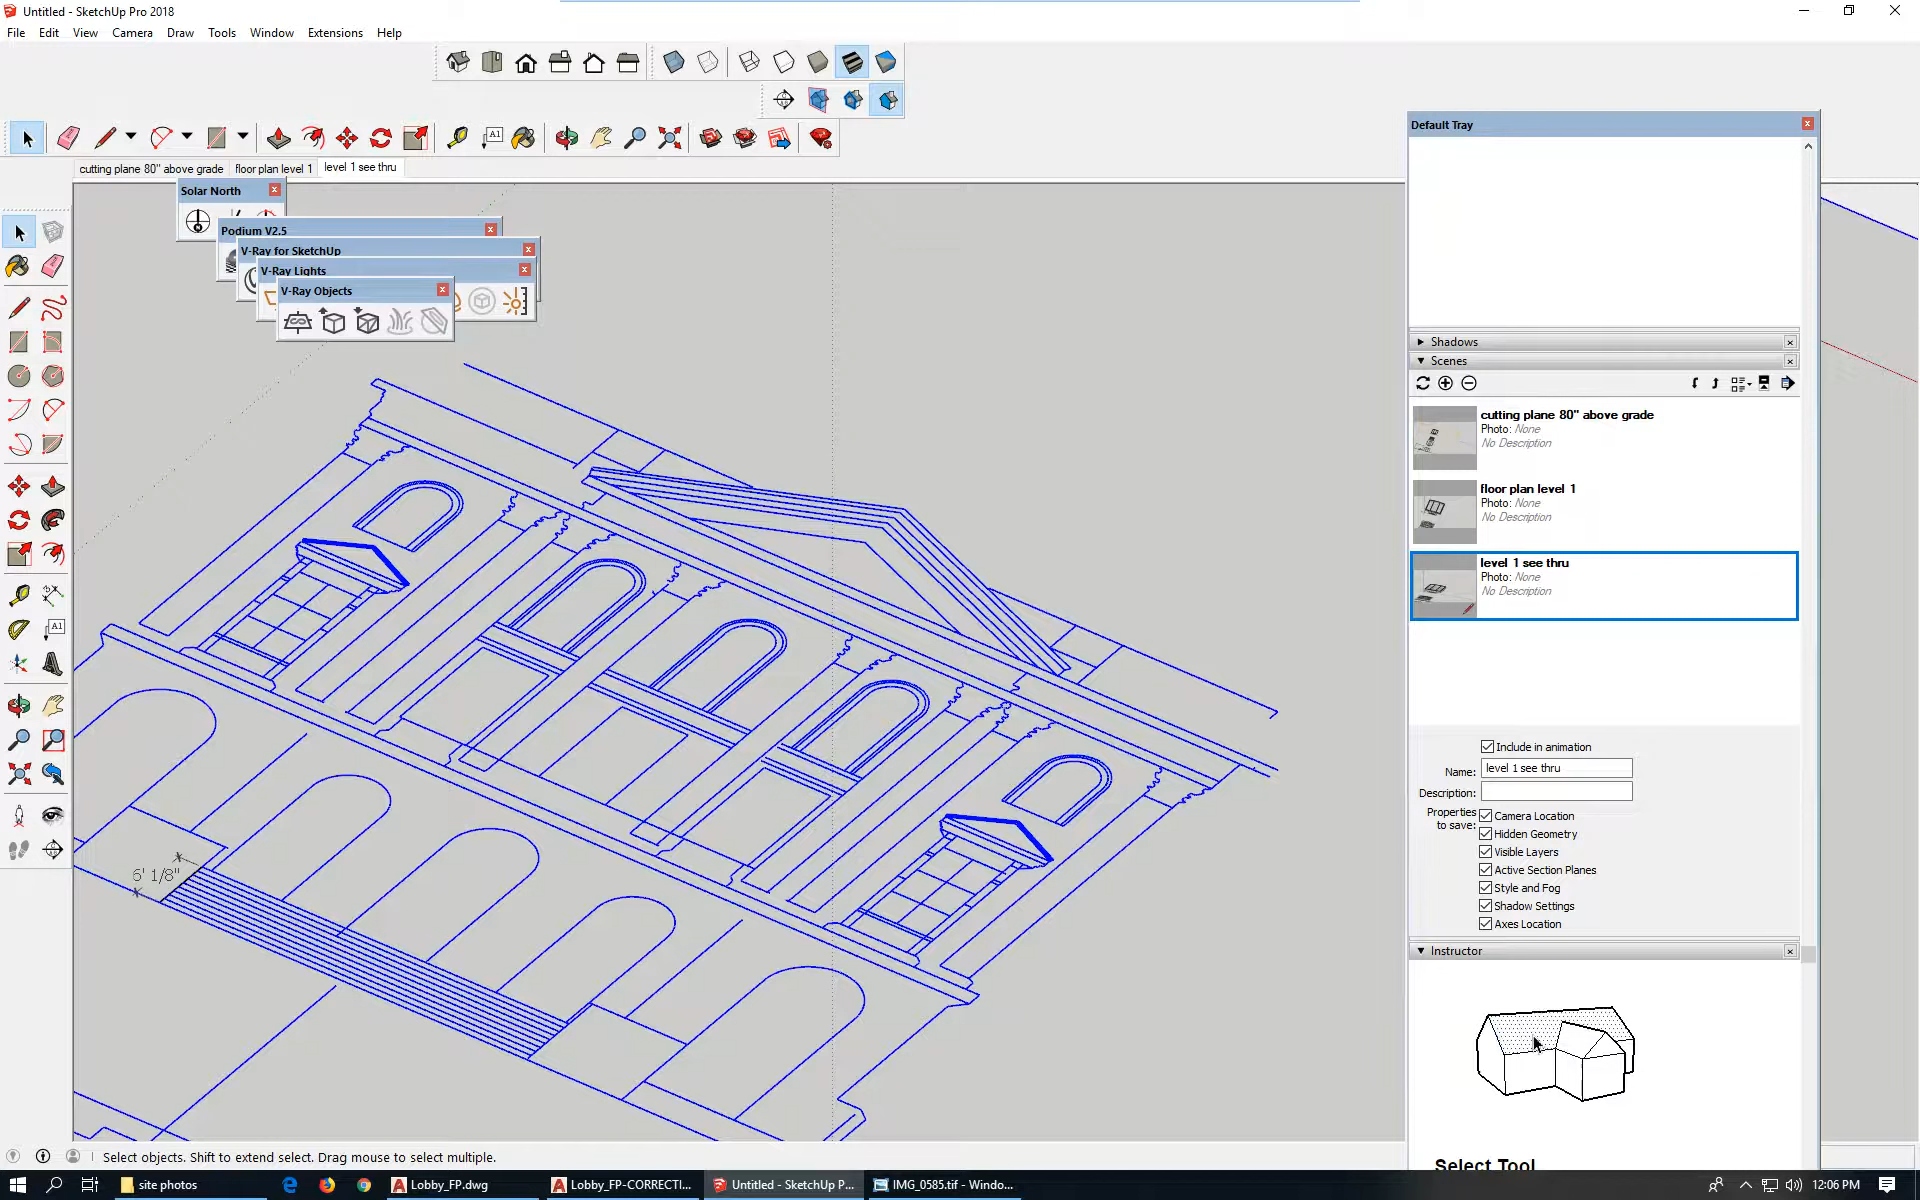 Untitled - SketchUp Pro 2018
File Edit View Camera Draw Tools Window Extensions Help
A1
cutting plane 80" above grade floor plan level 1 level 1 see thru
Solar North
Podium V2.5
V-Ray for SketchUp
V-Ray Lights
V-Ray Objects
A1
6' 1/8"
Default Tray
Shadows
Scenes
cutting plane 80" above grade
Photo: None
No Description
floor plan level 1
Photo: None
No Description
level 1 see thru
Photo: None
No Description
Include in animation
Name: level 1 see thru
Description:
Properties to save:
Camera Location
Hidden Geometry
Visible Layers
Active Section Planes
Style and Fog
Shadow Settings
Axes Location
Instructor
Select Tool
Select objects. Shift to extend select. Drag mouse to select multiple.
site photos Lobby_FP.dwg Lobby_FP-CORRECTI... Untitled - SketchUp P... IMG_0585.tif - Windo... 12:06 PM